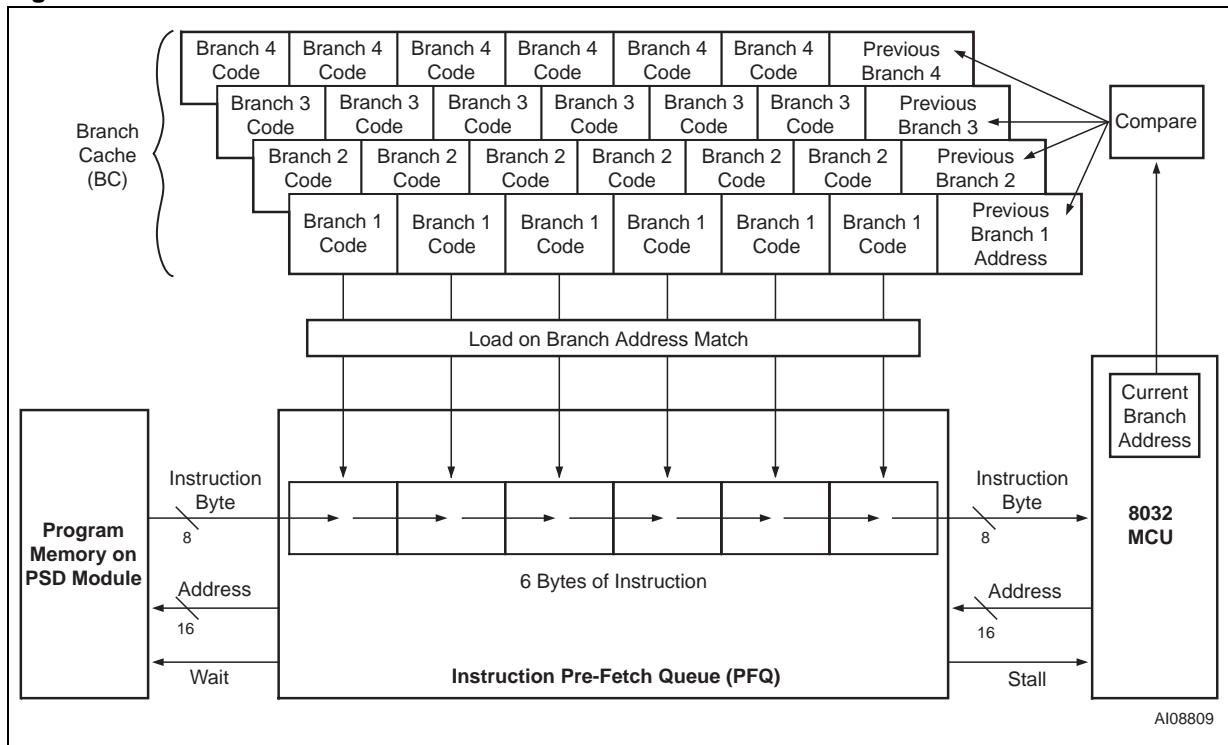 Branch 4 Code
Branch 4 Code
Branch 4 Code
Branch 4 Code
Branch 4 Code
Branch 4 Code
Previous Branch 4
Branch 3 Code
Branch 3 Code
Branch 3 Code
Branch 3 Code
Branch 3 Code
Branch 3 Code
Previous Branch 3
Compare
Branch Cache (BC)
Branch 2 Code
Branch 2 Code
Branch 2 Code
Branch 2 Code
Branch 2 Code
Branch 2 Code
Previous Branch 2
Branch 1 Code
Branch 1 Code
Branch 1 Code
Branch 1 Code
Branch 1 Code
Branch 1 Code
Previous Branch 1 Address
Load on Branch Address Match
Current Branch Address
Instruction Byte
8
Instruction Byte
8
Program Memory on PSD Module
8032 MCU
6 Bytes of Instruction
Address
16
Address
16
Wait
Instruction Pre-Fetch Queue (PFQ)
Stall
AI08809